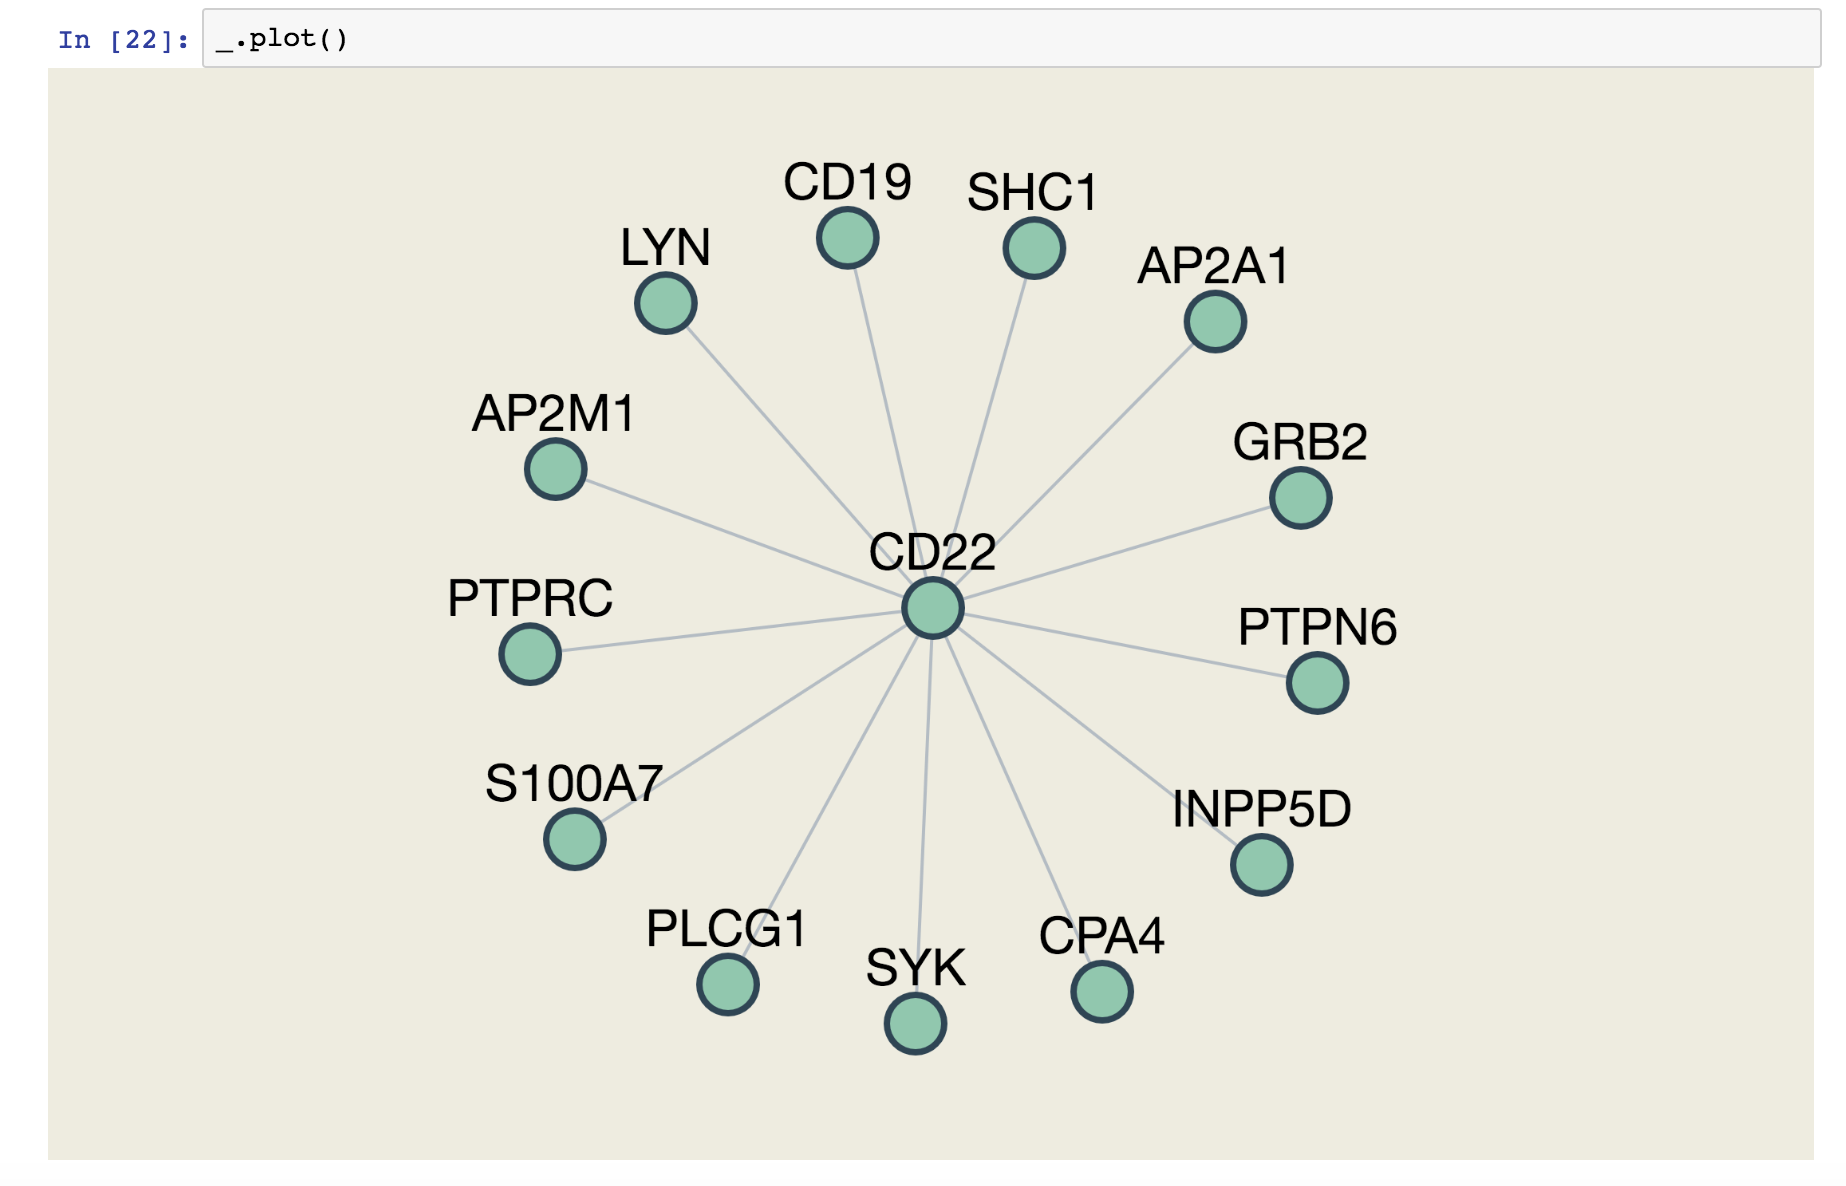 In [22]: _.plot()
CD19
SHC1
LYN
AP2A1
AP2M1
GRB2
CD22
PTPRC
PTPN6
S100A7
INPP5D
PLCG1
CPA4
SYK